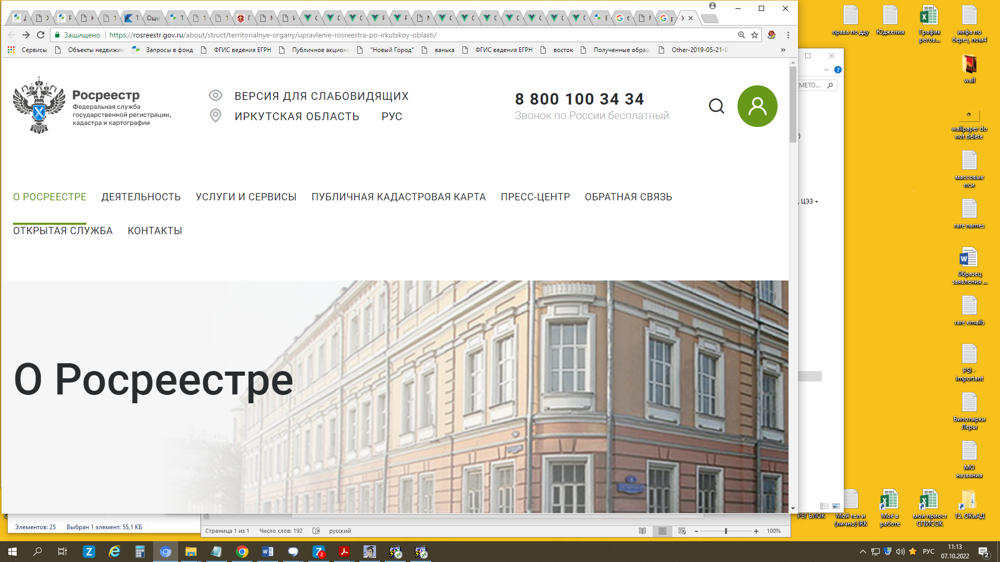 Оши
Защищено
https://rosreestr.gov.ru/about/struct/territorialnye-organy/upravlenie-rosreestra-po-irkutskoy-oblasti/
Сервисы
Объекты недвижим
Запросы в фонд
ФГИС ведения ЕГРН
Публичное акционе
"Новый Город"
ванька
ФГИС ведения ЕГРН
восток
Полученные обращ
Other-2019-05-21-0
»
Росреестр
Федеральная служба
государственной регистрации,
кадастра и картографии
ВЕРСИЯ ДЛЯ СЛАБОВИДЯЩИХ
ИРКУТСКАЯ ОБЛАСТЬ РУС
8 800 100 34 34
Звонок по России бесплатный
О РОСРЕЕСТРЕ
ДЕЯТЕЛЬНОСТЬ
УСЛУГИ И СЕРВИСЫ
ПУБЛИЧНАЯ КАДАСТРОВАЯ КАРТА
ПРЕСС-ЦЕНТР
ОБРАТНАЯ СВЯЗЬ
ОТКРЫТАЯ СЛУЖБА
КОНТАКТЫ
О Росреестре
, ЦЭЗ +
права по дду
Юджения
График
регов...
инфа по
берез, пом4
wall
wallpaper do
not delete
массовые
пси
rare names
Образец
заявления ...
rare emails
PSI -
important
Биполярки
Леры
МО
названия
РЕГ БЛОК
Мой тел и
(лично) IRK
Моё в
работе
мои приост
СПИСОК
15. ОКиАД
Элементов: 25
Выбран 1 элемент: 55,1 КБ
Страница 1 из 1
Число слов: 192
русский
100%
2
РУС
11:13
07.10.2022
2